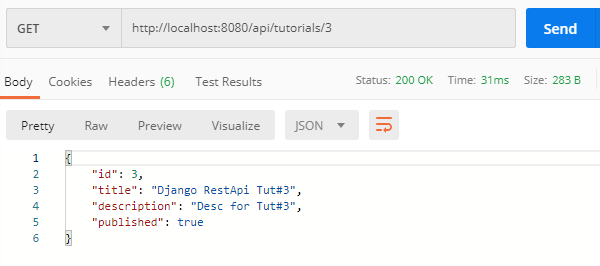 GET http://localhost:8080/api/tutorials/3 Send
Body Cookies Headers (6) Test Results Status: 200 OK Time: 31ms Size: 283 B
Pretty Raw Preview Visualize JSON
1 {
2 "id": 3,
3 "title": "Django RestApi Tut#3",
4 "description": "Desc for Tut#3",
5 "published": true
6 }